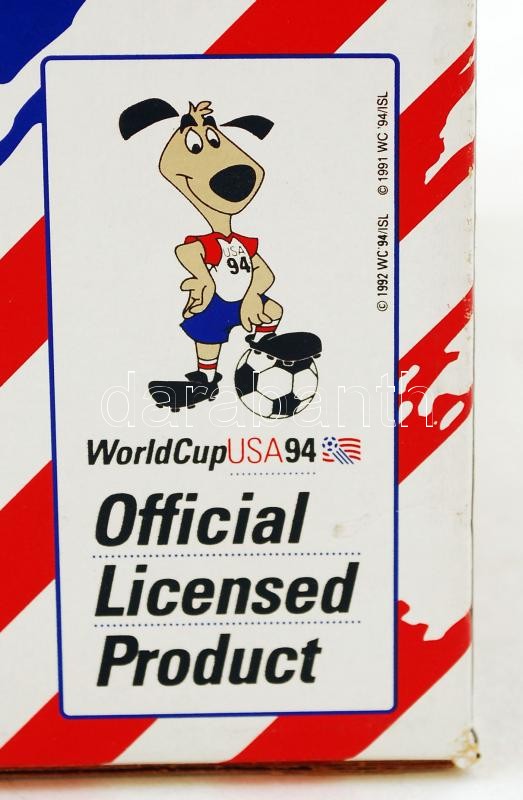 © 1991 WC '94/ISL
© 1992 WC'94/ISL
USA
94
darabanth
WorldCupUSA94
Official
Licensed
Product